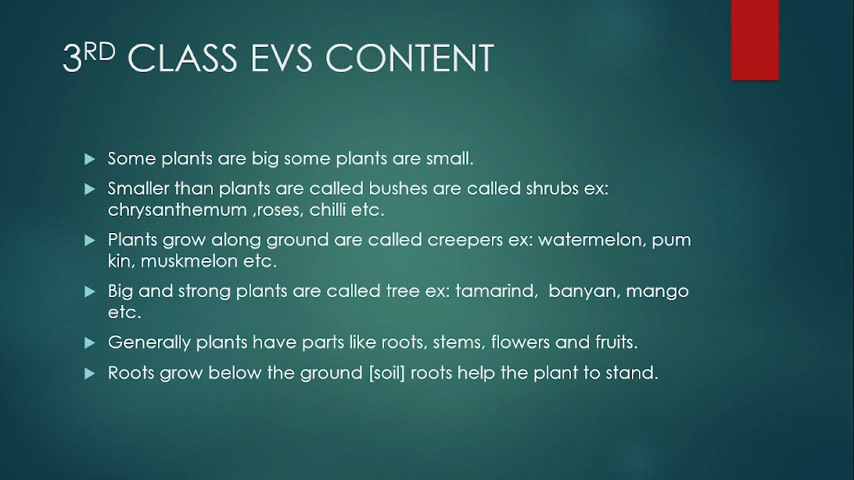 3RD CLASS EVS CONTENT
Some plants are big some plants are small.
Smaller than plants are called bushes are called shrubs ex:
chrysanthemum ,roses, chilli etc.
Plants grow along ground are called creepers ex: watermelon, pum
kin, muskmelon etc.
Big and strong plants are called tree ex: tamarind,  banyan, mango
etc.
Generally plants have parts like roots, stems, flowers and fruits.
Roots grow below the ground [soil] roots help the plant to stand.